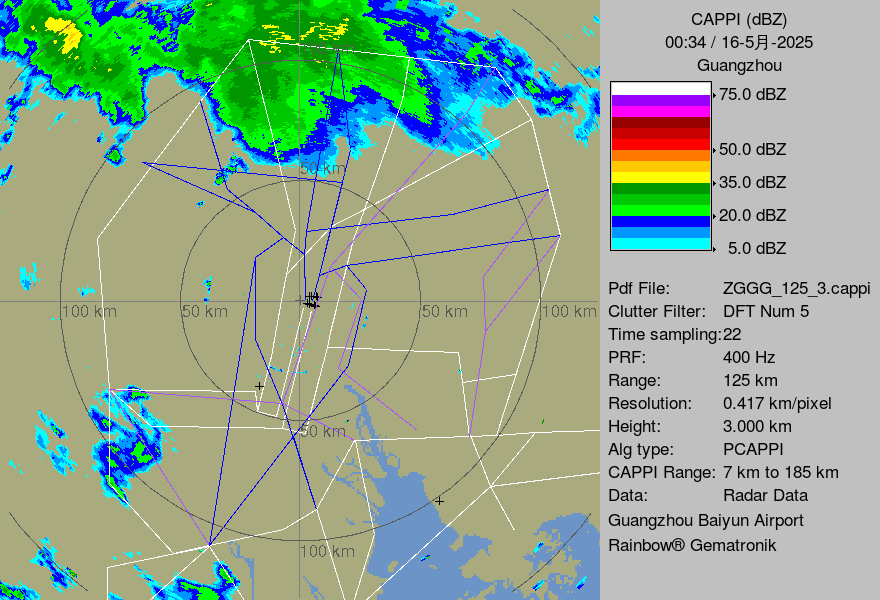 CAPPI (dBZ)
00:34 / 16-5月-2025
Guangzhou
75.0 dBZ
50.0 dBZ
35.0 dBZ
20.0 dBZ
5.0 dBZ
50 km
100 km
50 km
50 km
100 km
50 km
100 km
Pdf File: ZGGG_125_3.cappi
Clutter Filter: DFT Num 5
Time sampling:22
PRF: 400 Hz
Range: 125 km
Resolution: 0.417 km/pixel
Height: 3.000 km
Alg type: PCAPPI
CAPPI Range: 7 km to 185 km
Data: Radar Data
Guangzhou Baiyun Airport
Rainbow® Gematronik